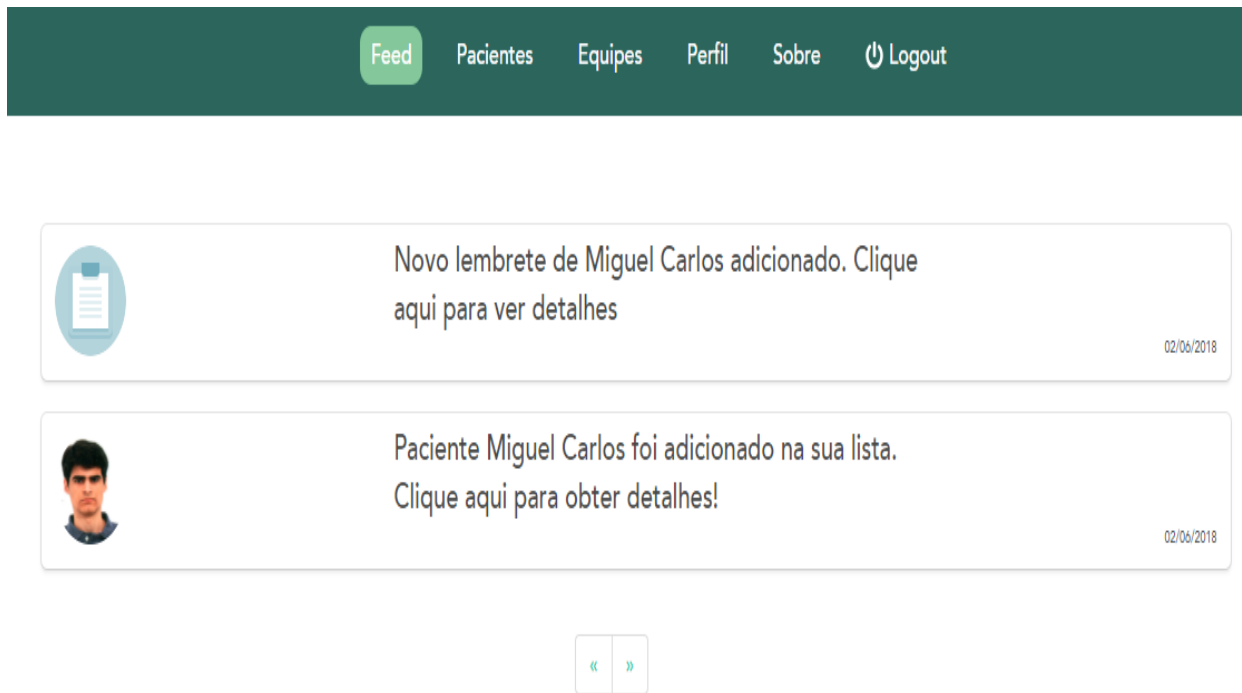 Feed Pacientes Equipes Perfil Sobre Logout
Novo lembrete de Miguel Carlos adicionado. Clique
aqui para ver detalhes
02/06/2018
Paciente Miguel Carlos foi adicionado na sua lista.
Clique aqui para obter detalhes!
02/06/2018
« »